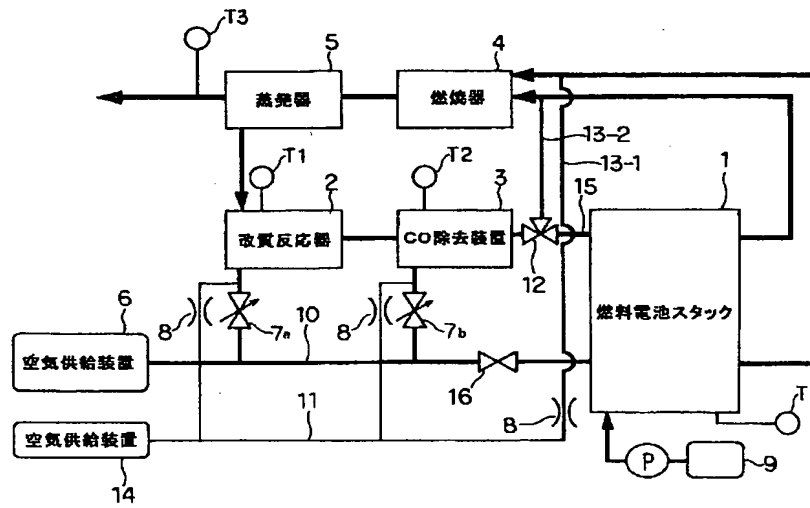 T3
5
4
蒸発器
燃焼器
13-2
13-1
T1
T2
2
3
15
1
改質反応器
CO除去装置
12
燃料電池スタック
6
8
7a
10
8
7b
空気供給装置
16
11
8
T
空気供給装置
14
P
9